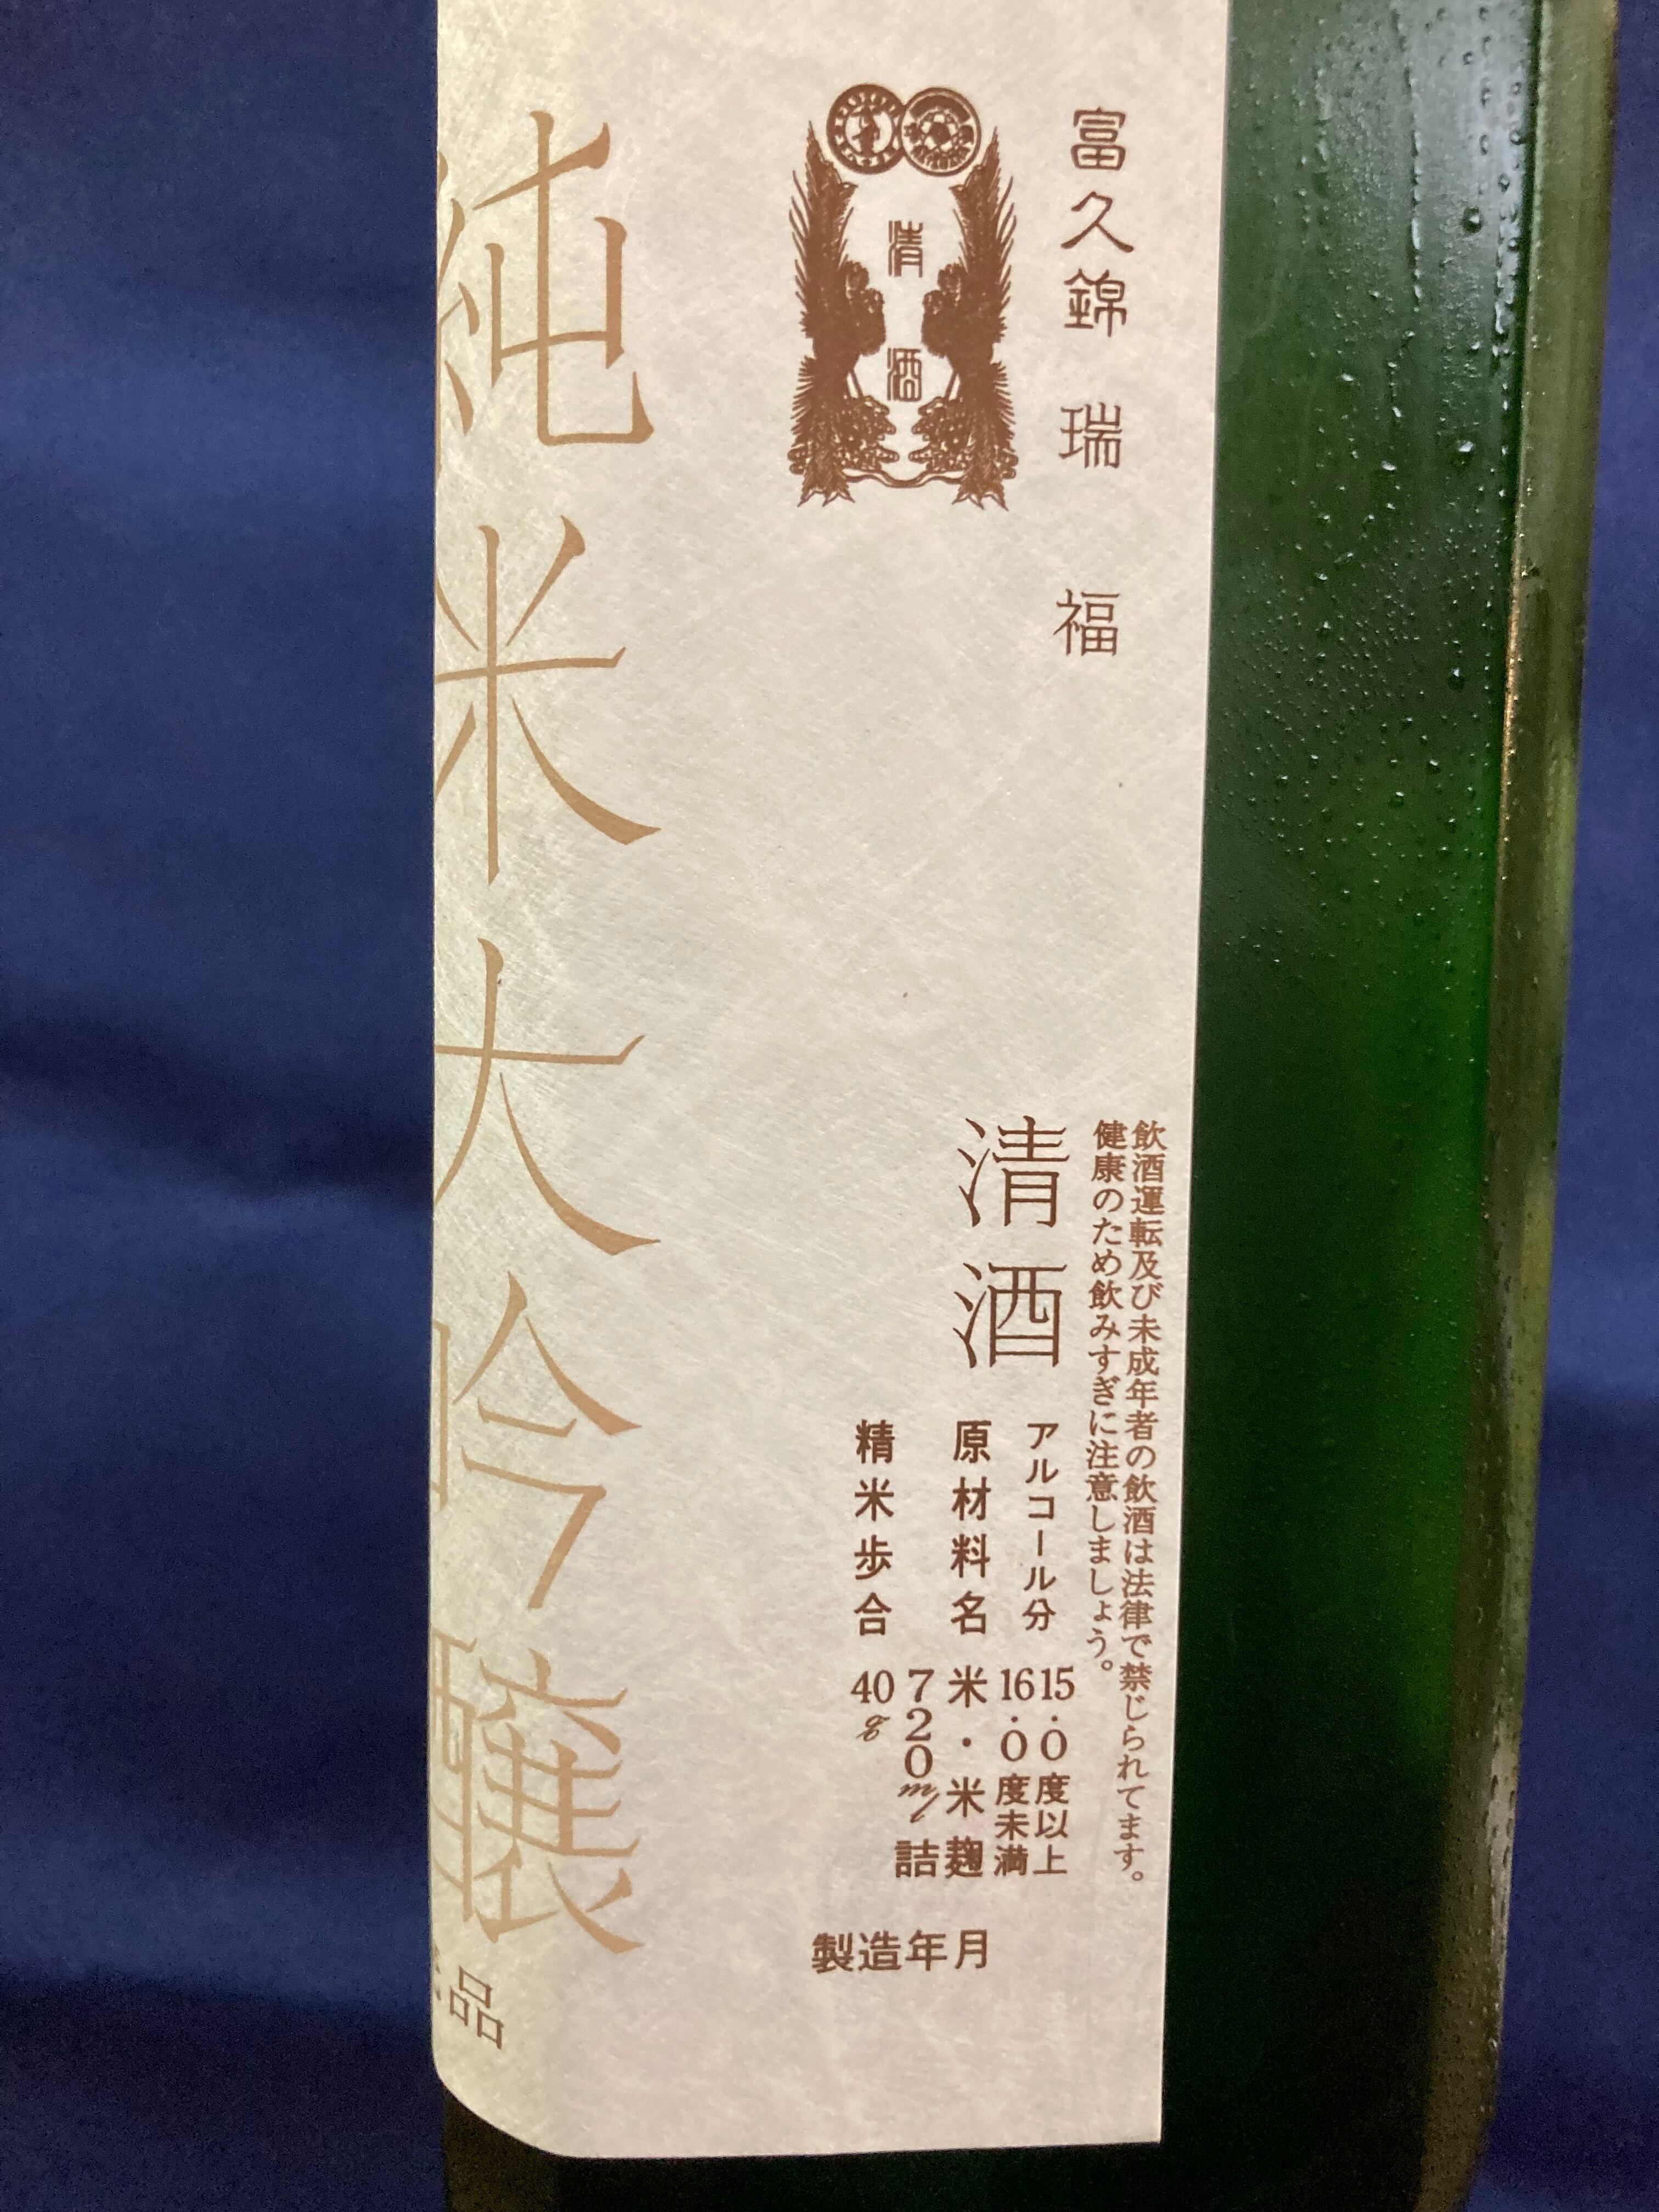 富久錦 瑞福
清酒
飲酒運転及び未成年者の飲酒は法律で禁じられてます。
健康のため飲みすぎに注意しましょう。
清酒
アルコール分 15.0度以上
16.0度未満
原材料名 米・米麹
720ml詰
精米歩合 40%
製造年月
純米大吟醸
品